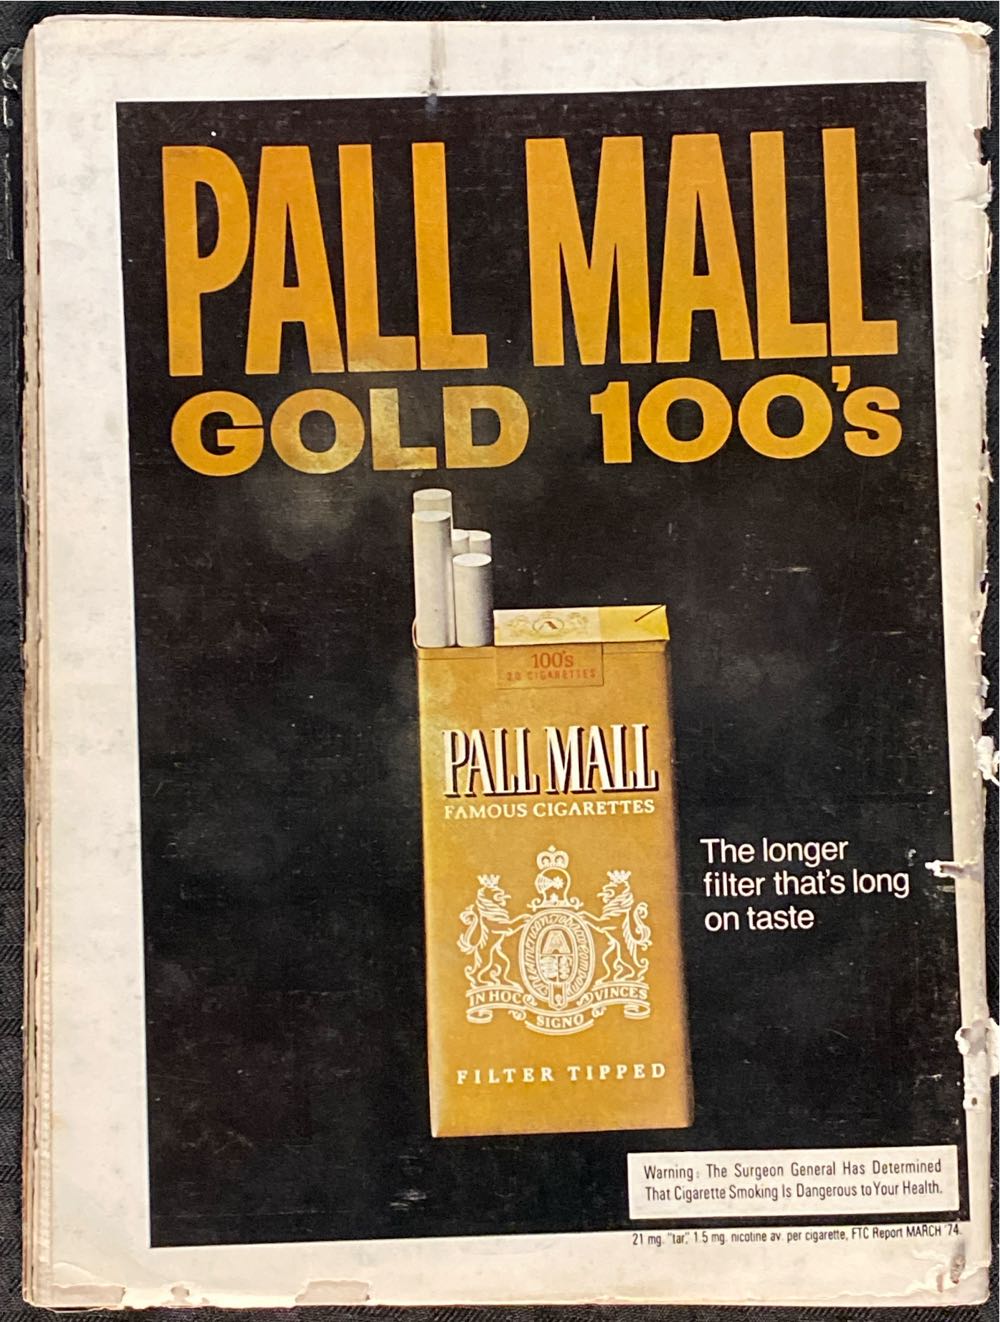 PALL MALL
GOLD 100's
100's
20 CIGARETTES
PALL MALL
FAMOUS CIGARETTES
The longer
filter that's long
on taste
IN HOC
SIGNO
VINCES
FILTER TIPPED
Warning: The Surgeon General Has Determined
That Cigarette Smoking Is Dangerous to Your Health.
21 mg. "tar," 1.5 mg. nicotine av. per cigarette, FTC Report MARCH '74.